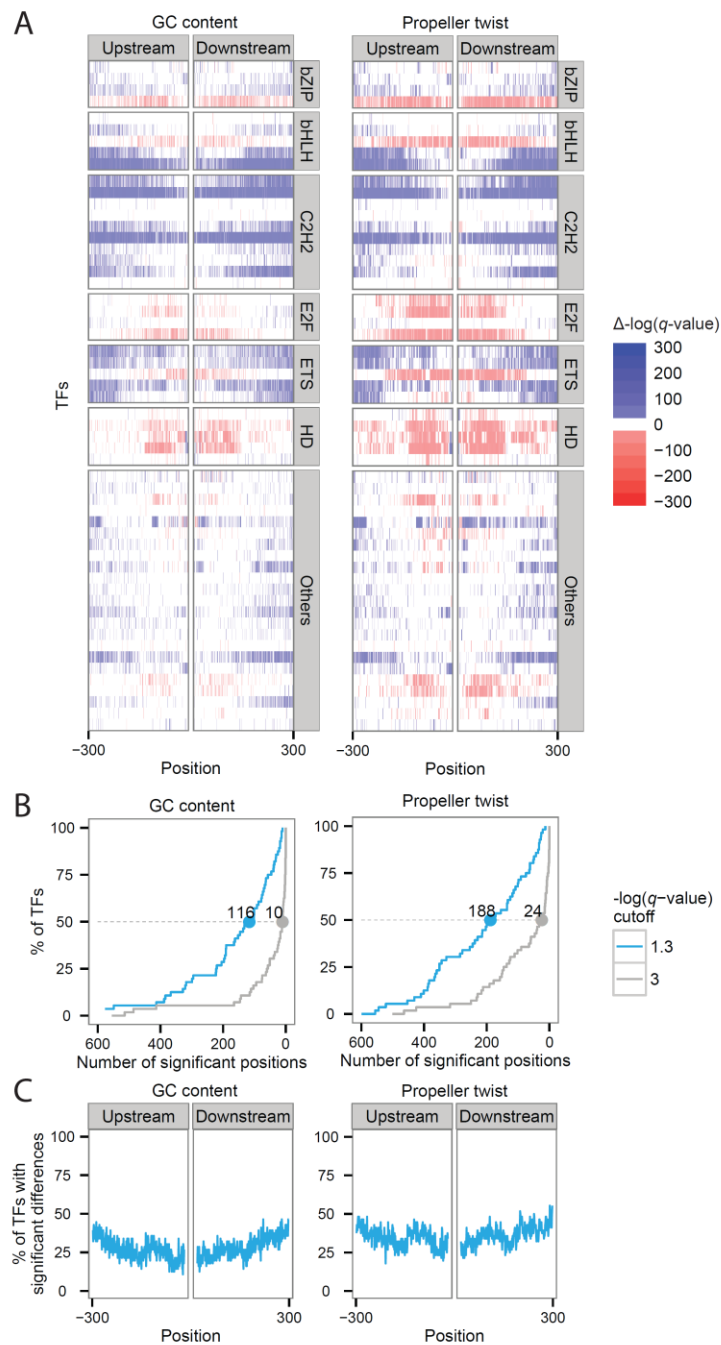 A
GC content
Propeller twist
Upstream
Downstream
Upstream
Downstream
bZIP
bHLH
C2H2
E2F
ETS
HD
Others
bZIP
bHLH
C2H2
E2F
ETS
HD
Others
TFs
Δ-log(q-value)
300
200
100
0
−100
−200
−300
−300
300
−300
300
Position
Position
B
GC content
Propeller twist
% of TFs
100
75
50
25
0
116
10
600
400
200
0
Number of significant positions
100
75
50
25
0
188
24
600
400
200
0
Number of significant positions
-log(q−value)
cutoff
1.3
3
C
GC content
Propeller twist
Upstream
Downstream
Upstream
Downstream
% of TFs with
significant differences
100
75
50
25
0
100
75
50
25
0
−300
300
−300
300
Position
Position